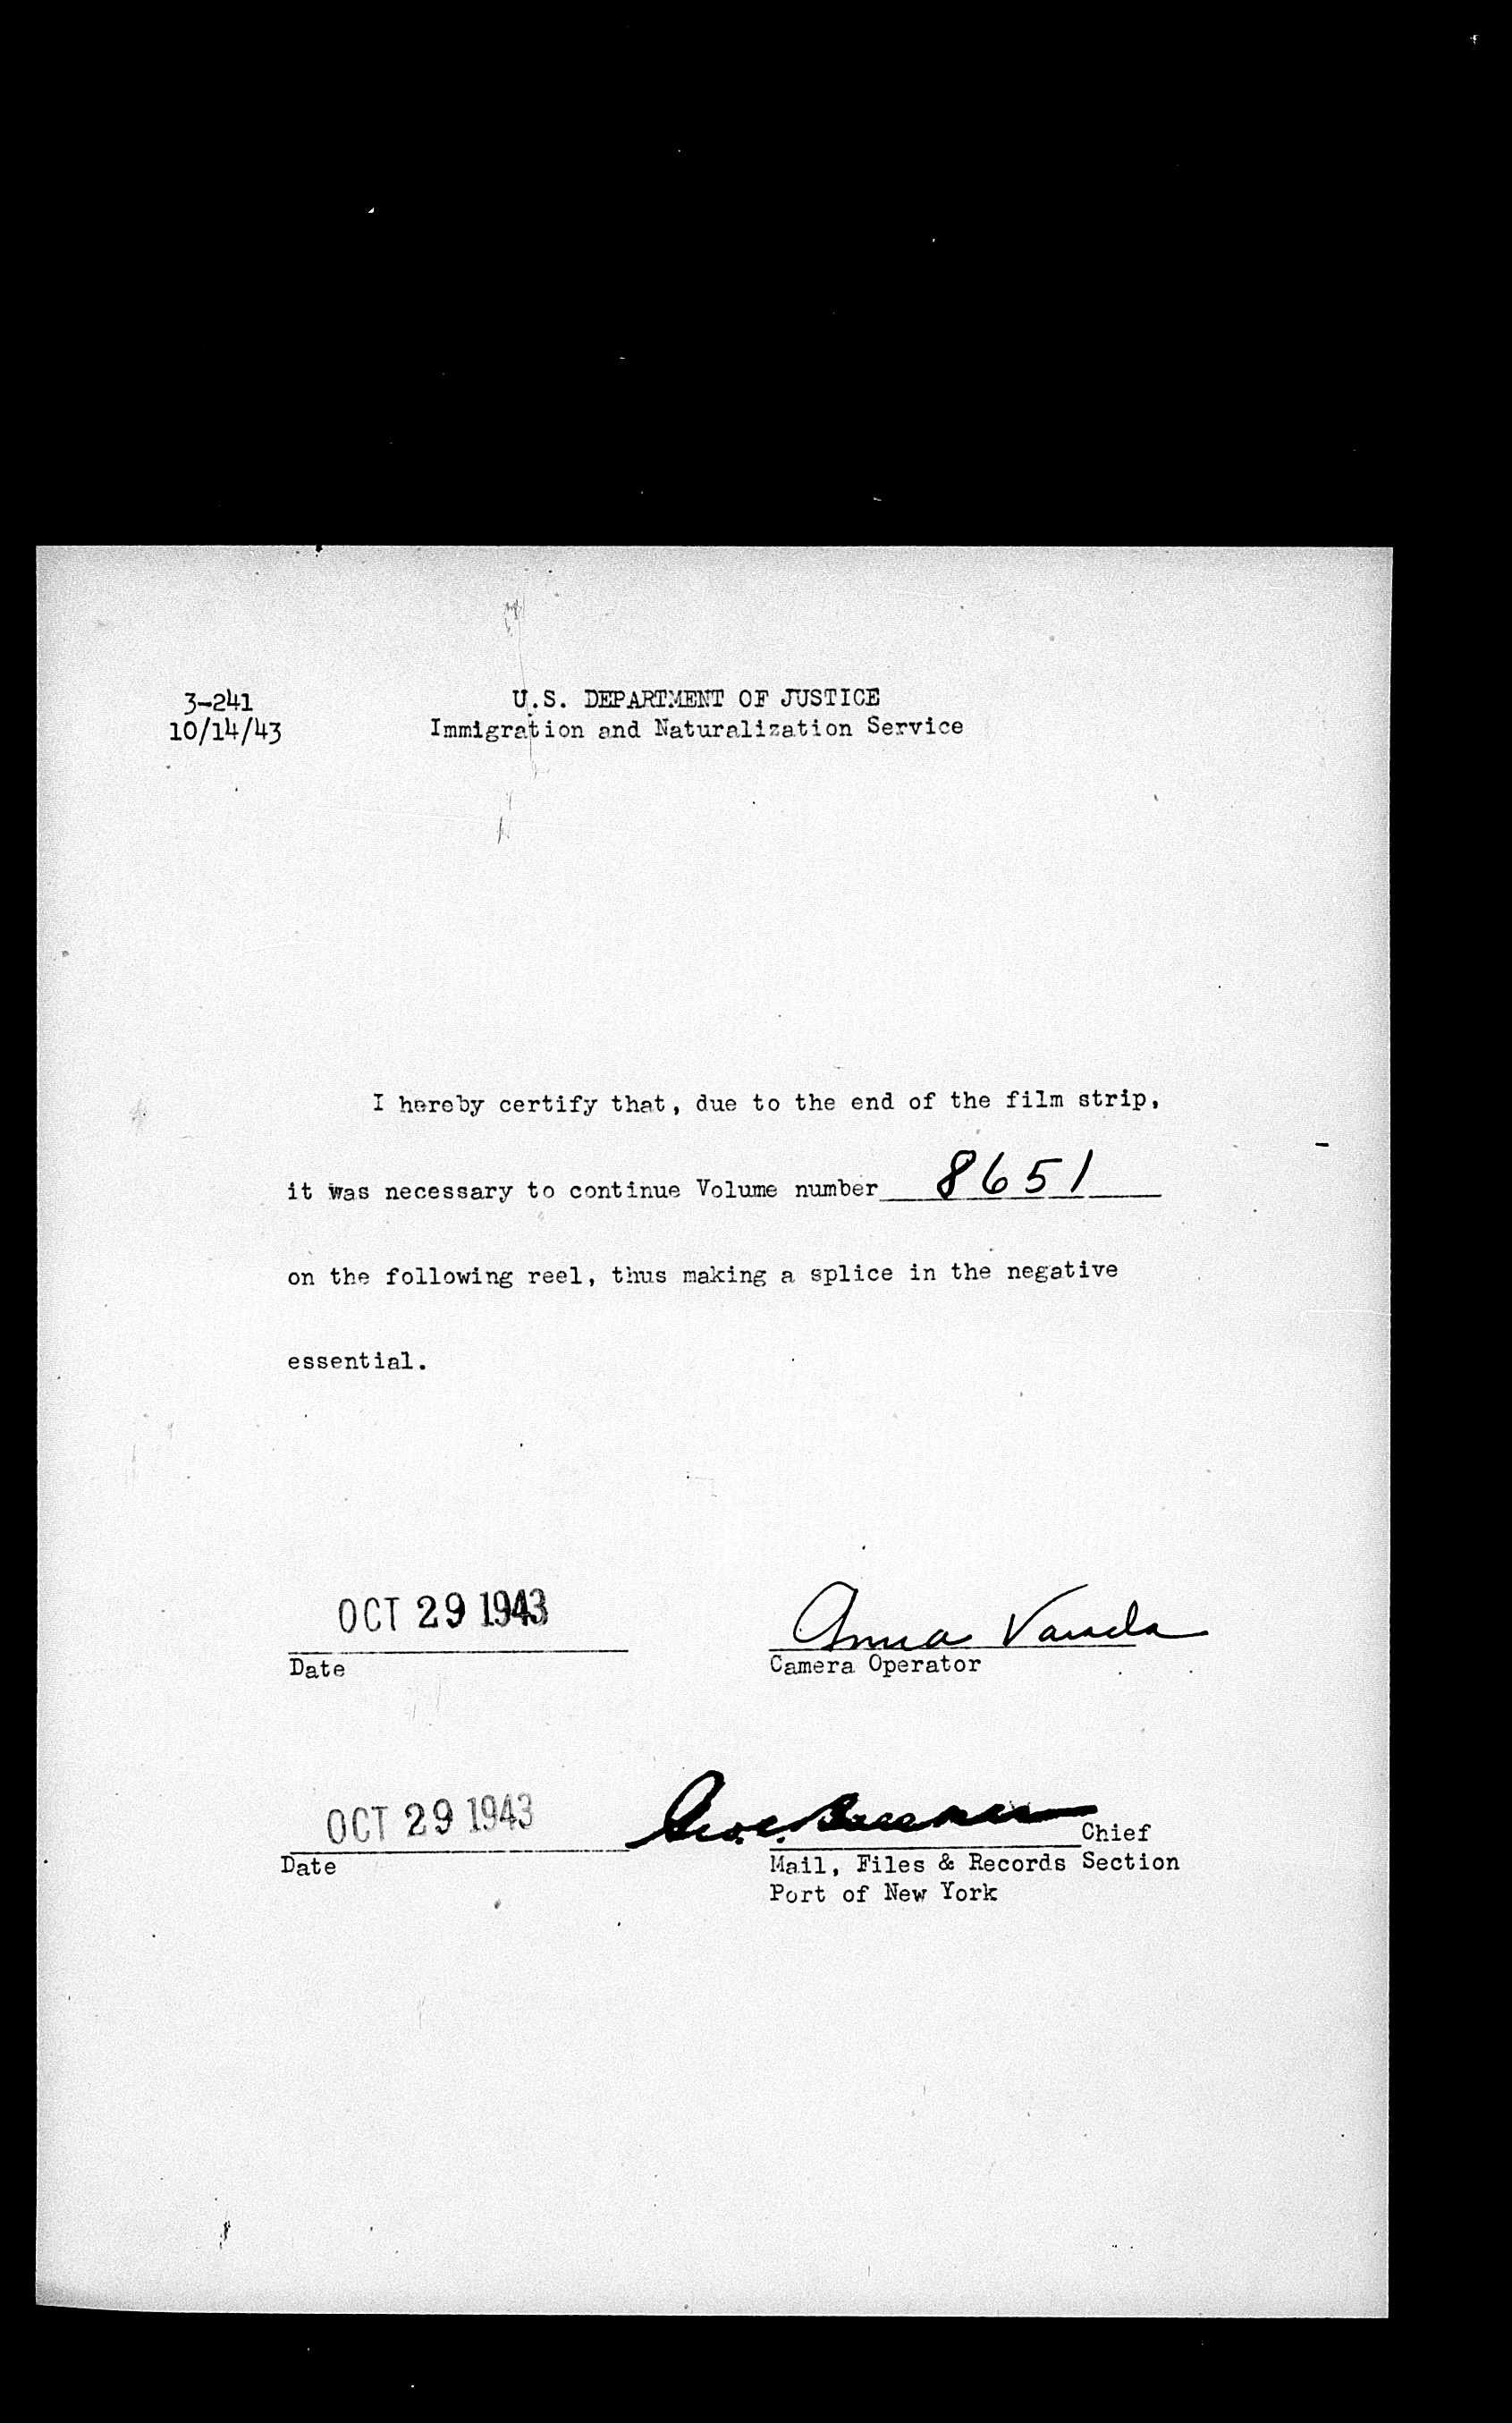 3-241
10/14/43
U.S. DEPARTMENT OF JUSTICE
Immigration and Naturalization Service
I hereby certify that, due to the end of the film strip,
it was necessary to continue Volume number 8651
on the following reel, thus making a splice in the negative
essential.
OCT 29 1943
Date
Anna
Camera Operator
OCT 29 1943
Date
Chief
Mail, Files & Records Section
Port of New York